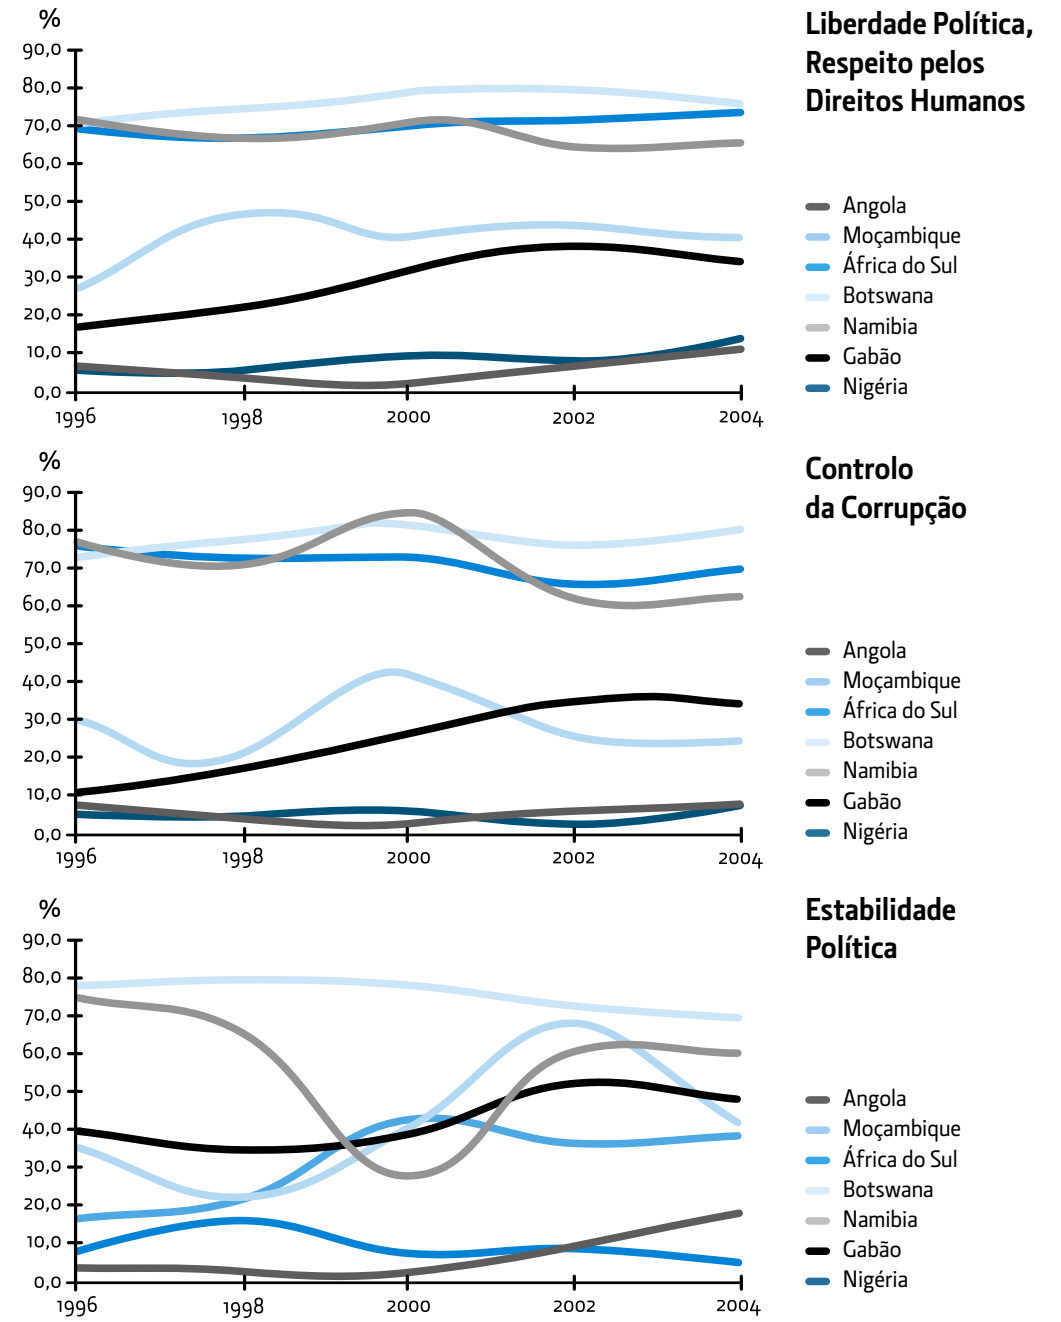 %
90,0
80,0
70,0
60,0
50,0
40,0
30,0
20,0
10,0
0,0
1996 1998 2000 2002 2004
Liberdade Política,
Respeito pelos
Direitos Humanos
Angola
Moçambique
África do Sul
Botswana
Namibia
Gabão
Nigéria
%
90,0
80,0
70,0
60,0
50,0
40,0
30,0
20,0
10,0
0,0
1996 1998 2000 2002 2004
Controlo
da Corrupção
Angola
Moçambique
África do Sul
Botswana
Namibia
Gabão
Nigéria
%
90,0
80,0
70,0
60,0
50,0
40,0
30,0
20,0
10,0
0,0
1996 1998 2000 2002 2004
Estabilidade
Política
Angola
Moçambique
África do Sul
Botswana
Namibia
Gabão
Nigéria